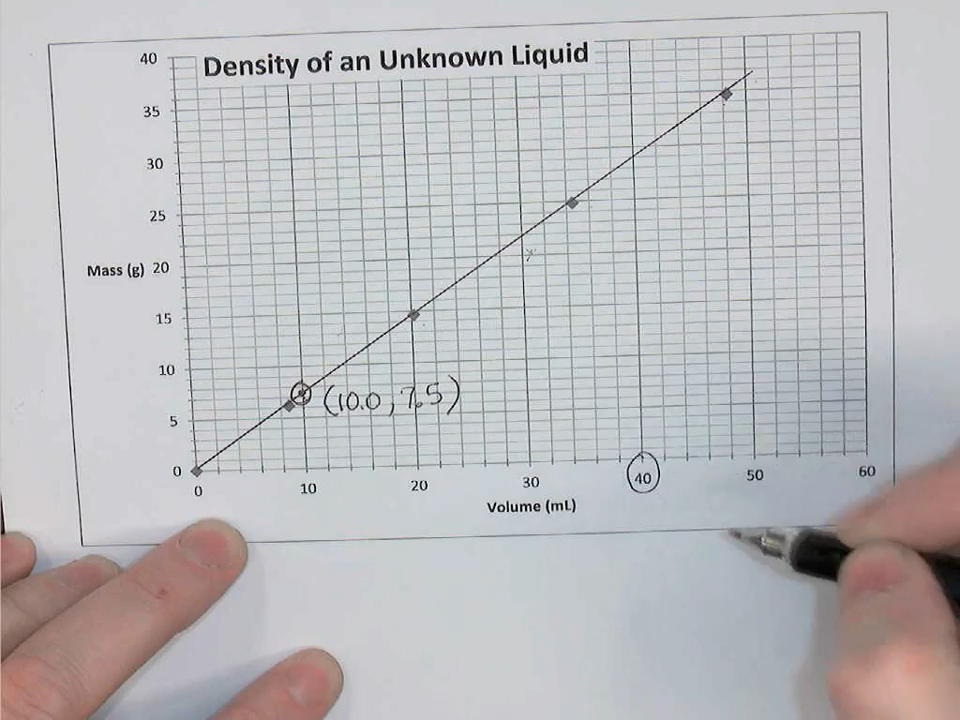 Density of an Unknown Liquid
40
35
30
25
Mass (g) 20
15
10
(10.0, 7.5)
5
0
0 10 20 30 40 50 60
Volume (mL)